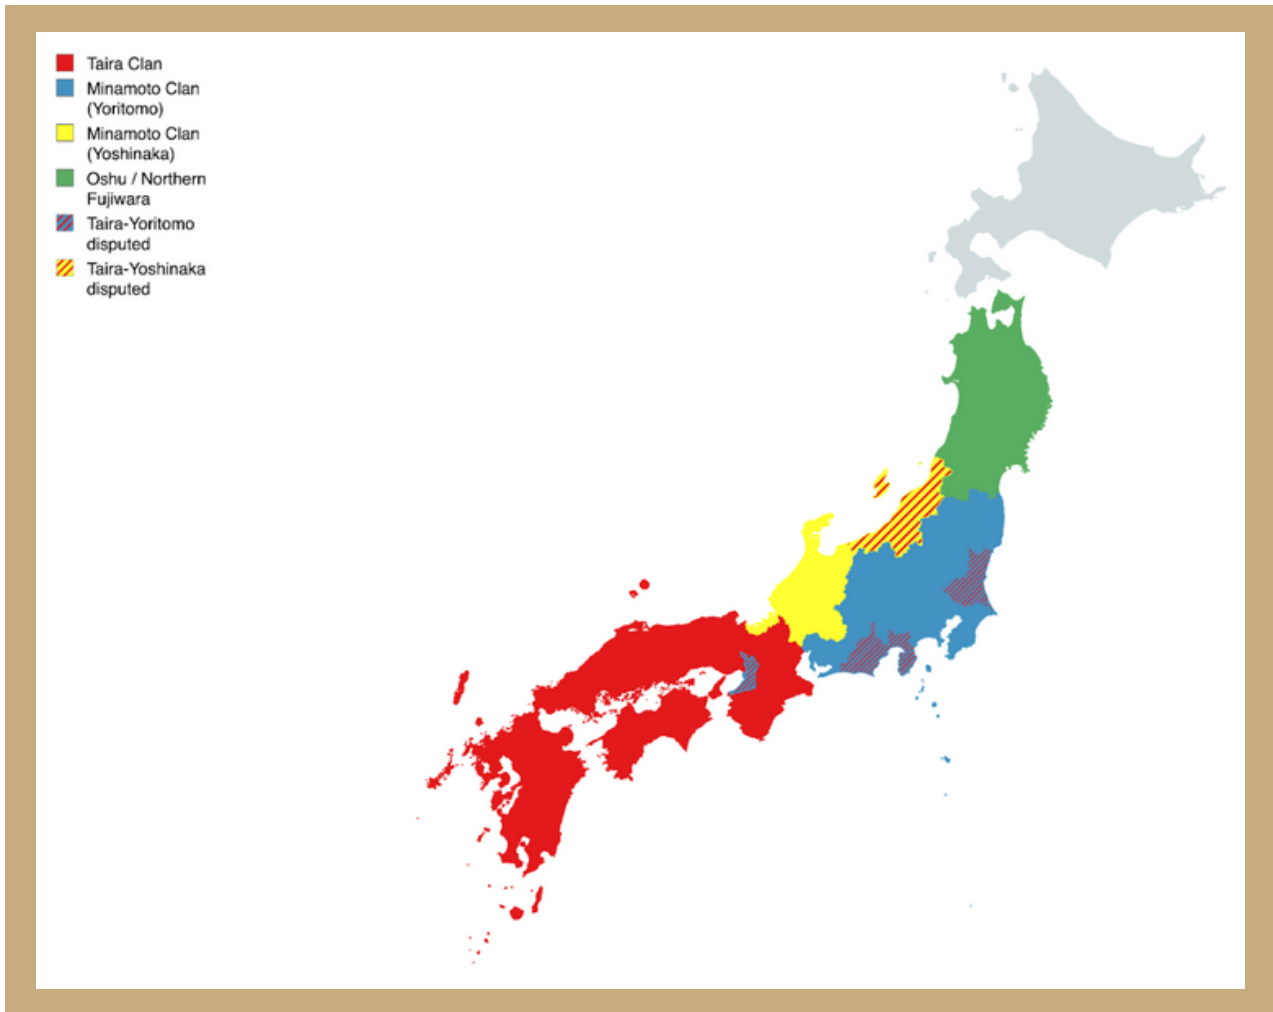 Taira Clan
Minamoto Clan
(Yoritomo)
Minamoto Clan
(Yoshinaka)
Oshu / Northern
Fujiwara
Taira-Yoritomo
disputed
Taira-Yoshinaka
disputed